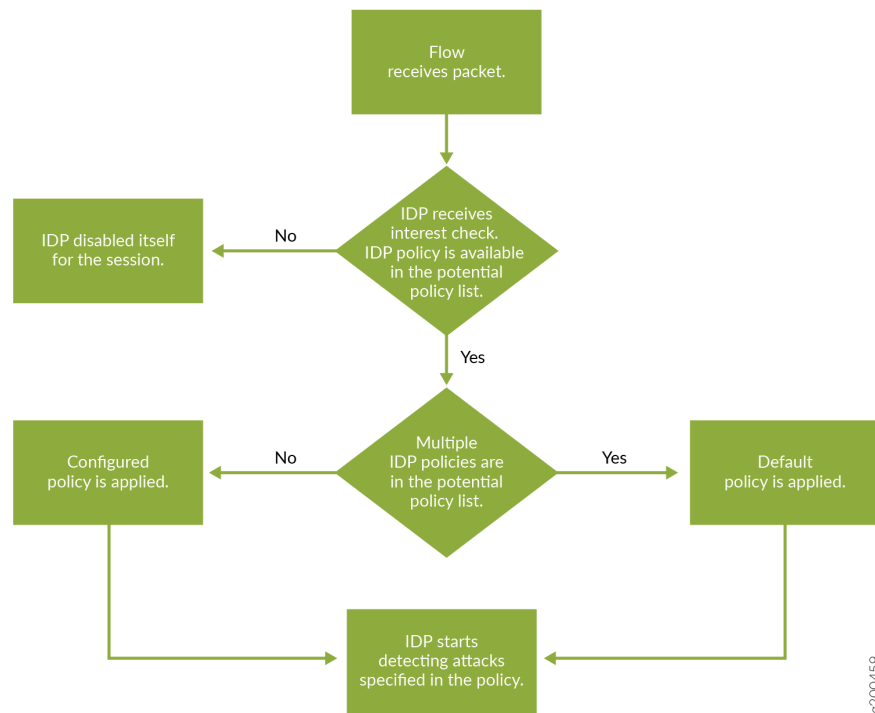 Flow
receives packet.
IDP receives
interest check.
IDP policy is available
in the potential
policy list.
No
IDP disabled itself
for the session.
Yes
Multiple
IDP policies are
in the potential
policy list.
No
Configured
policy is applied.
Yes
Default
policy is applied.
IDP starts
detecting attacks
specified in the policy.
g200459